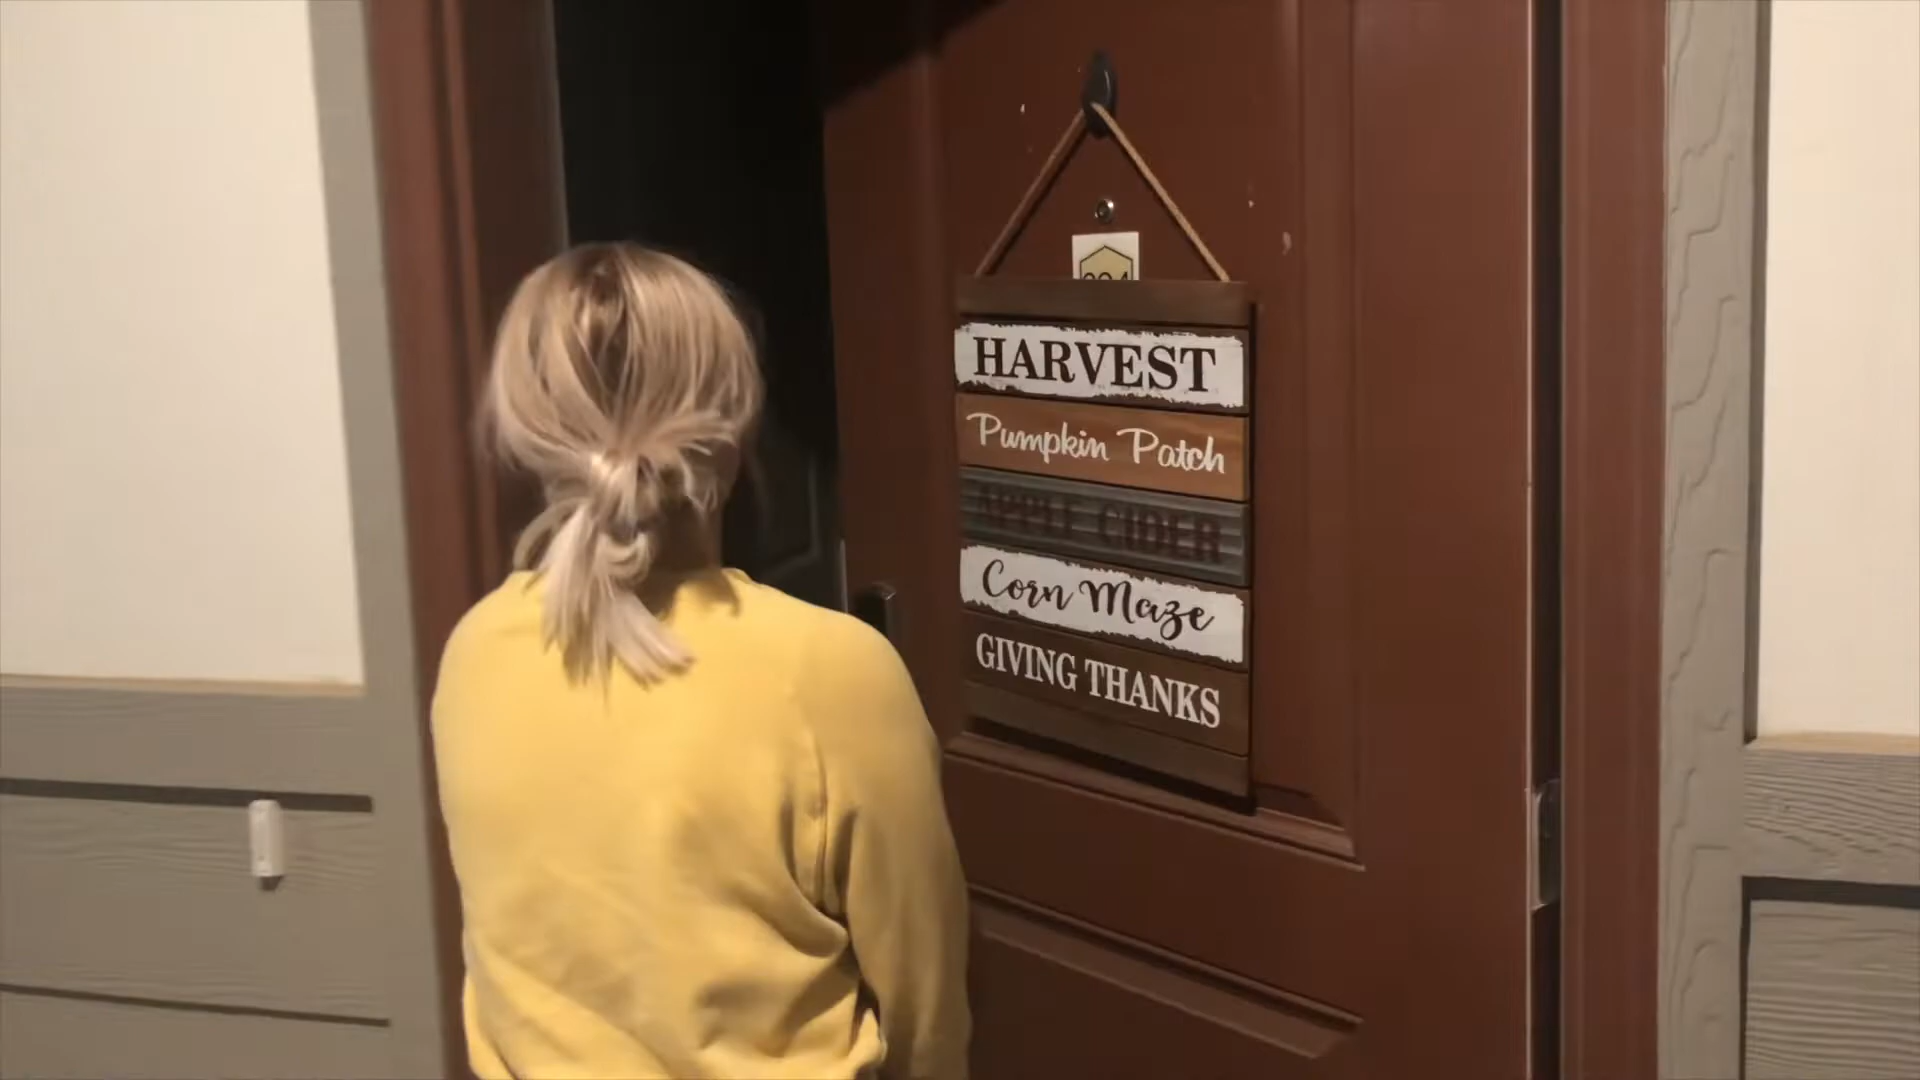 HARVEST
Pumpkin Patch
APPLE CIDER
Corn Maze
GIVING THANKS